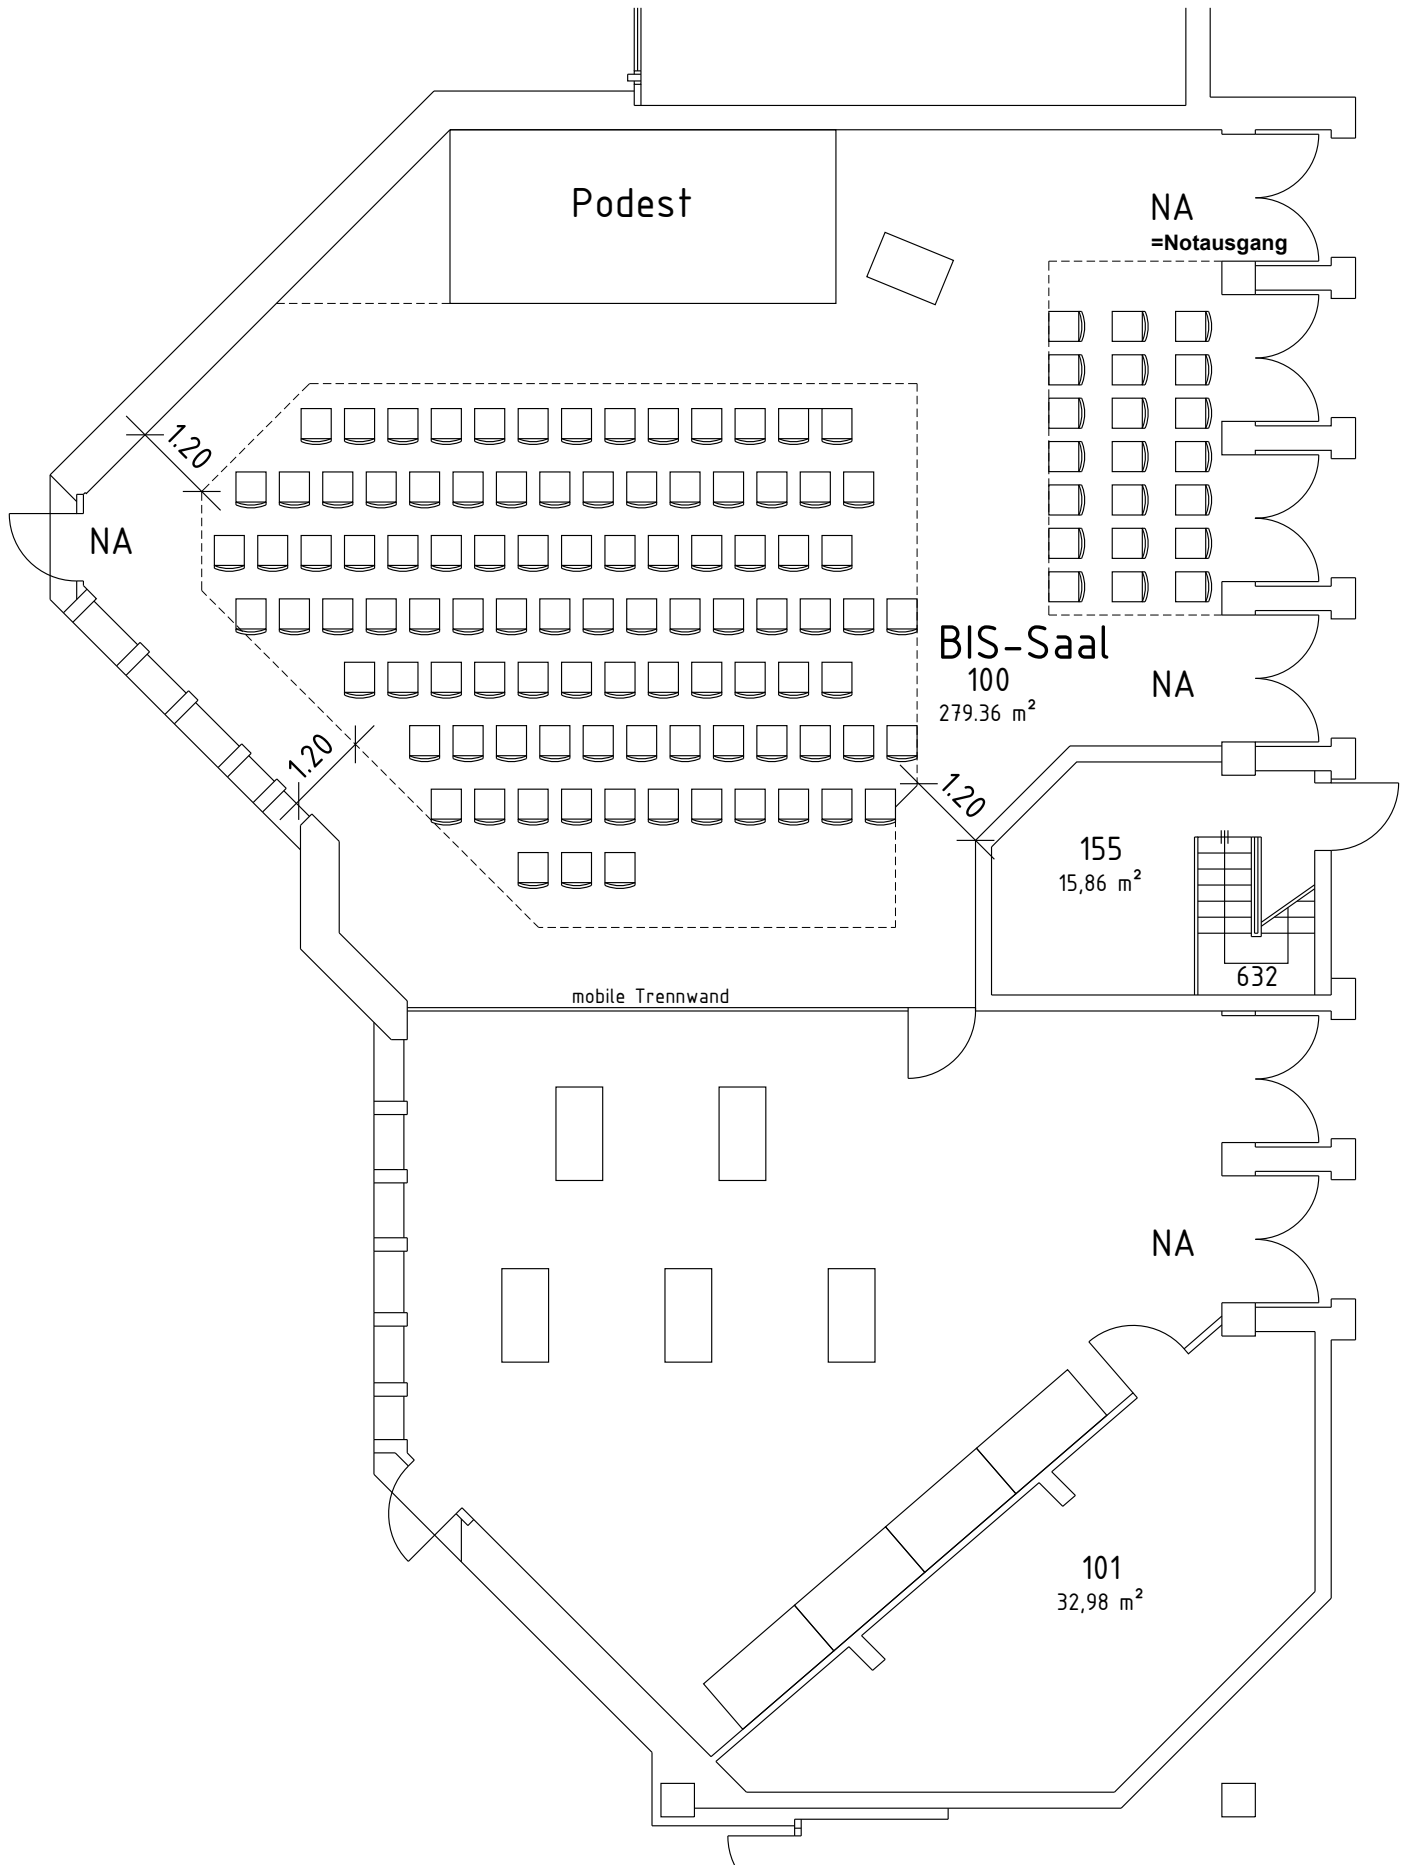 Podest
NA
=Notausgang
1.20
NA
BIS-Saal
100
279.36 m²
NA
1.20
1.20
155
15,86 m²
632
mobile Trennwand
NA
101
32,98 m²